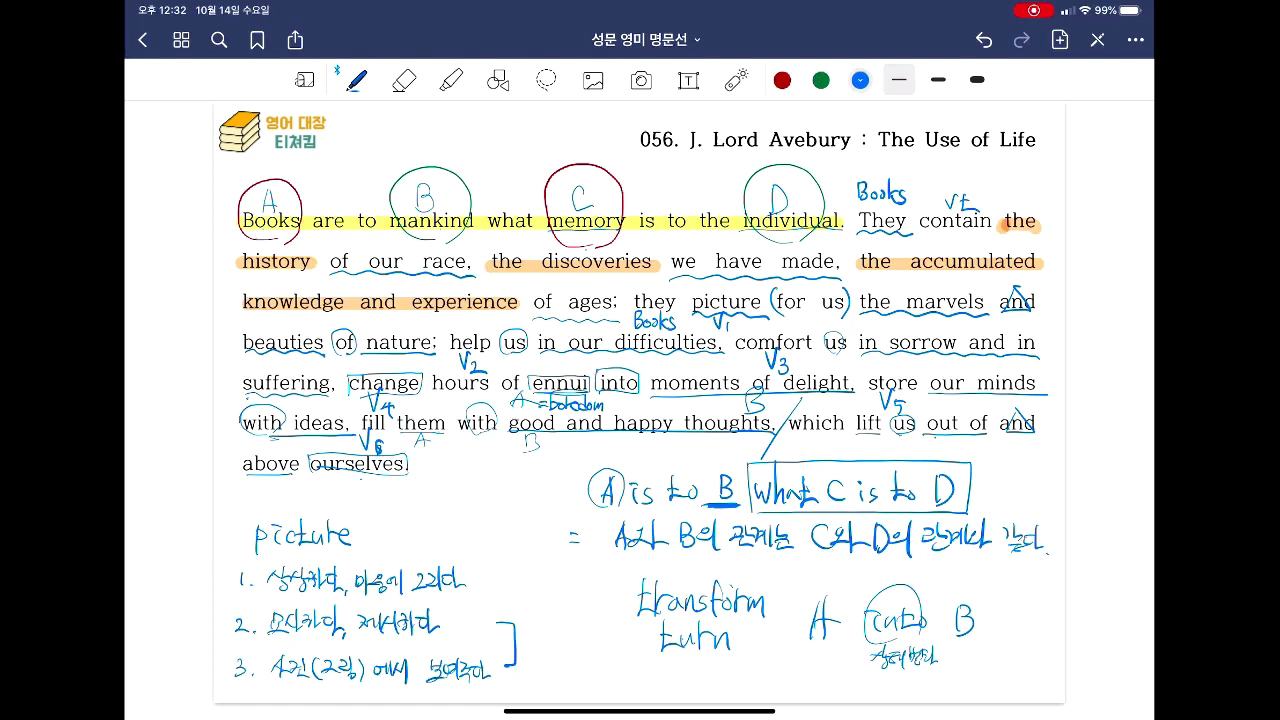 오후 12:32 10월 14일 수요일 99%
성문 영미 명문선
영어 대장
티쳐킴
056. J. Lord Avebury : The Use of Life
A B C D Books vt
Books are to mankind what memory is to the individual. They contain the
history of our race, the discoveries we have made, the accumulated
knowledge and experience of ages; they picture (for us) the marvels and
Books V1
beauties of nature; help us in our difficulties, comfort us in sorrow and in
V2 V3
suffering, change hours of ennui into moments of delight, store our minds
V4 A = boredom B V5
with ideas, fill them with good and happy thoughts, which lift us out of and
V6 A B
above ourselves.
A is to B what C is to D
picture = A와 B의 관계는 C와 D의 관계와 같다.
1. 상상하다, 마음에 그리다
transform
2. 묘사하다, 제시하다
turn A into B
상태변화
3. 사진(그림)에서 보여주다